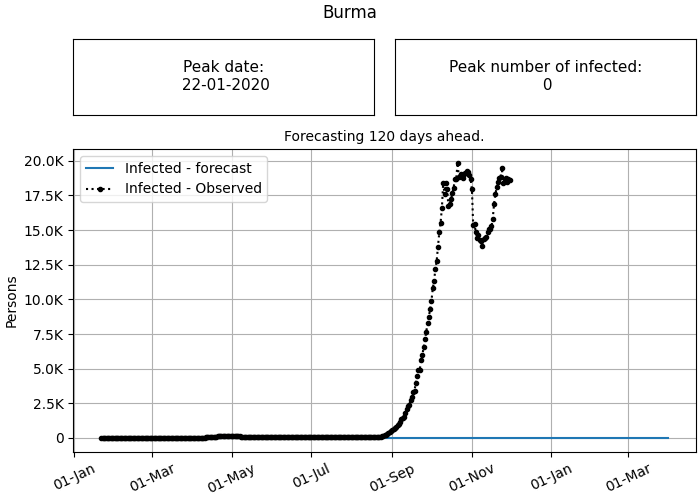 Burma
Peak date:
22-01-2020
Peak number of infected:
0
Forecasting 120 days ahead.
Infected - forecast
Infected - Observed
20.0K
17.5K
15.0K
12.5K
10.0K
7.5K
5.0K
2.5K
0
Persons
01-Jan
01-Mar
01-May
01-Jul
01-Sep
01-Nov
01-Jan
01-Mar